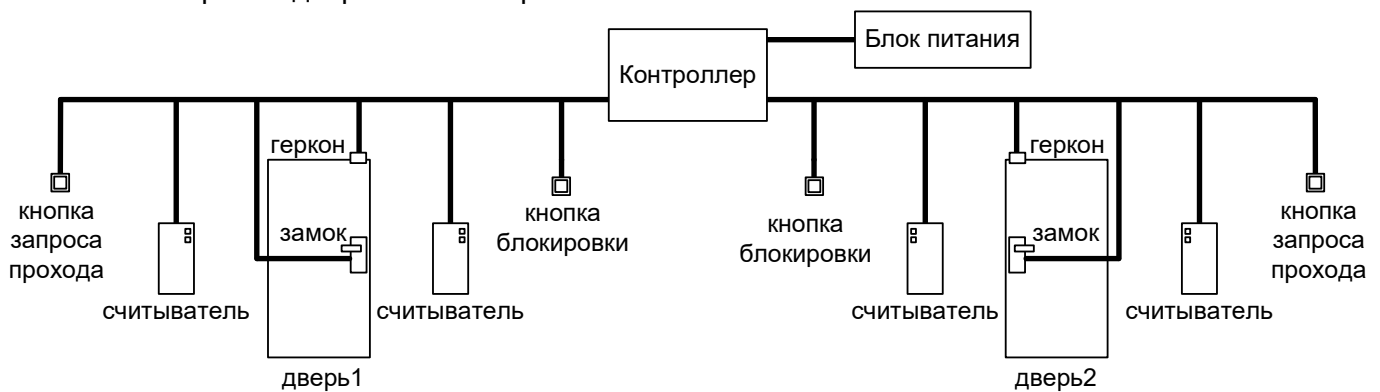 Блок питания
Контроллер
геркон
геркон
кнопка
запроса
прохода
замок
кнопка
блокировки
кнопка
блокировки
замок
кнопка
запроса
прохода
считыватель
считыватель
считыватель
считыватель
дверь1
дверь2